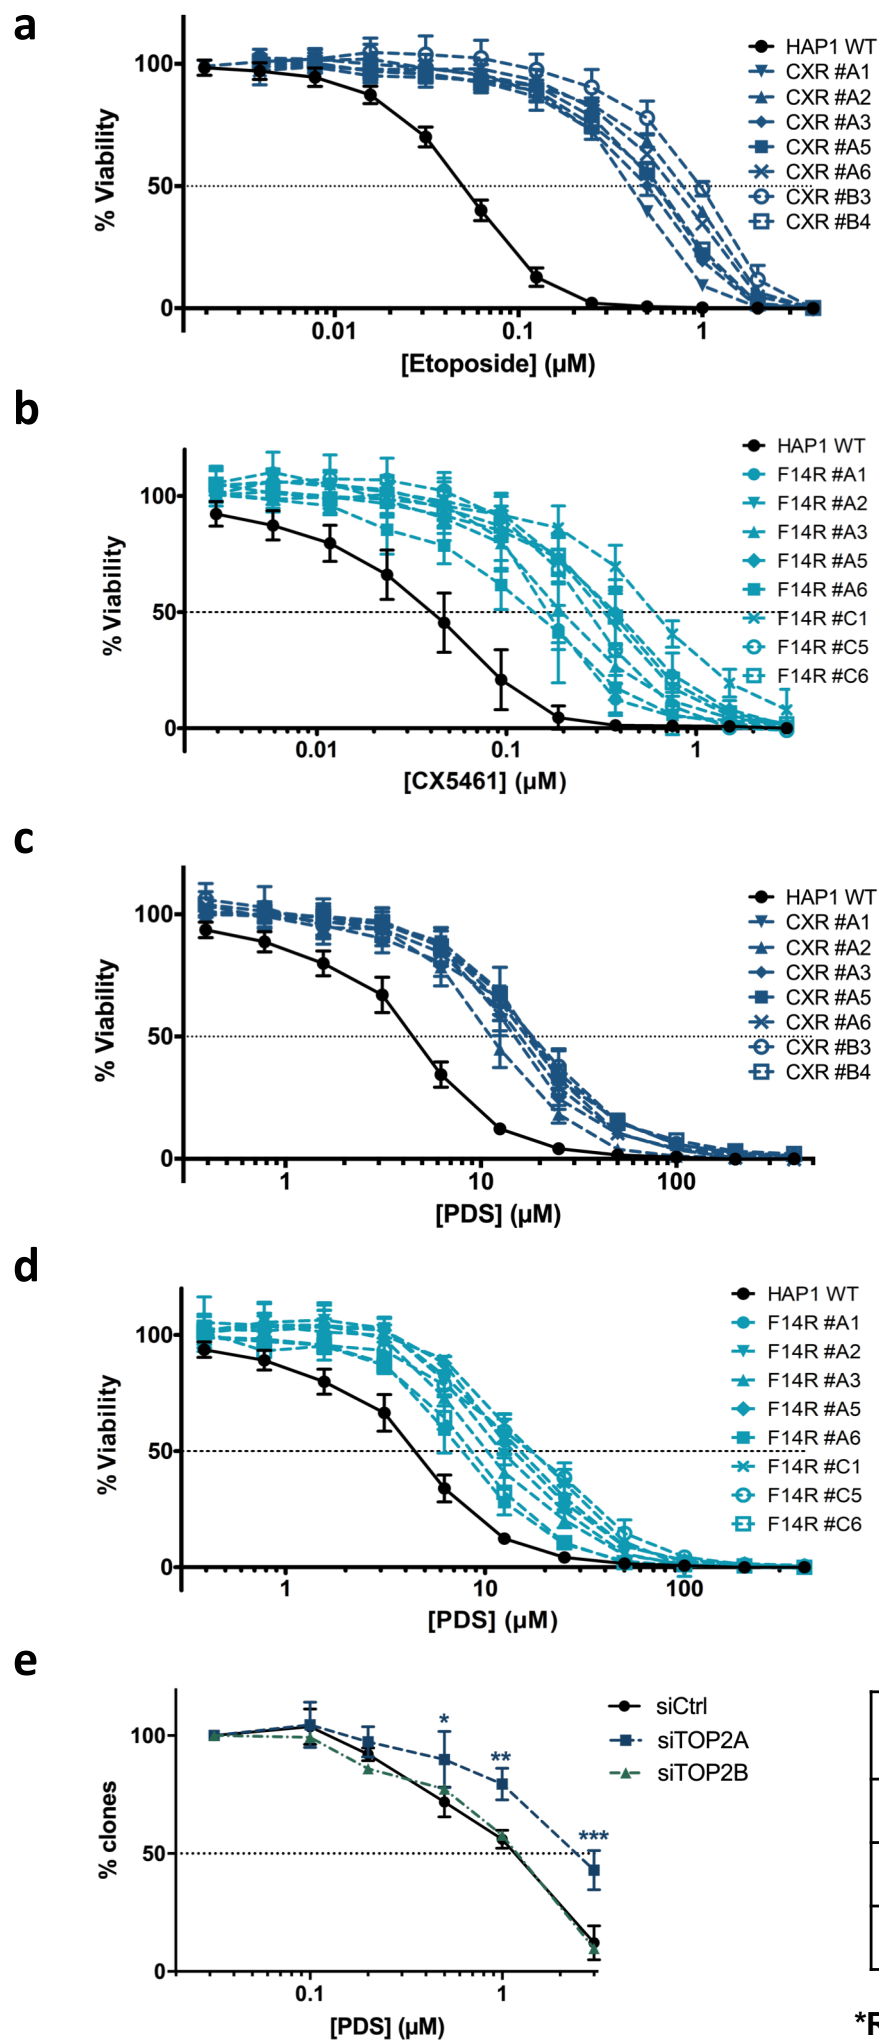 a
100
50
0
% Viability
0.01
0.1
1
[Etoposide] (µM)
HAP1 WT
CXR #A1
CXR #A2
CXR #A3
CXR #A5
CXR #A6
CXR #B3
CXR #B4
b
100
50
0
% Viability
0.01
0.1
1
[CX5461] (µM)
HAP1 WT
F14R #A1
F14R #A2
F14R #A3
F14R #A5
F14R #A6
F14R #C1
F14R #C5
F14R #C6
c
100
50
0
% Viability
1
10
100
[PDS] (µM)
HAP1 WT
CXR #A1
CXR #A2
CXR #A3
CXR #A5
CXR #A6
CXR #B3
CXR #B4
d
100
50
0
% Viability
1
10
100
[PDS] (µM)
HAP1 WT
F14R #A1
F14R #A2
F14R #A3
F14R #A5
F14R #A6
F14R #C1
F14R #C5
F14R #C6
e
100
50
0
% clones
*
**
***
0.1
1
[PDS] (µM)
siCtrl
siTOP2A
siTOP2B
*R